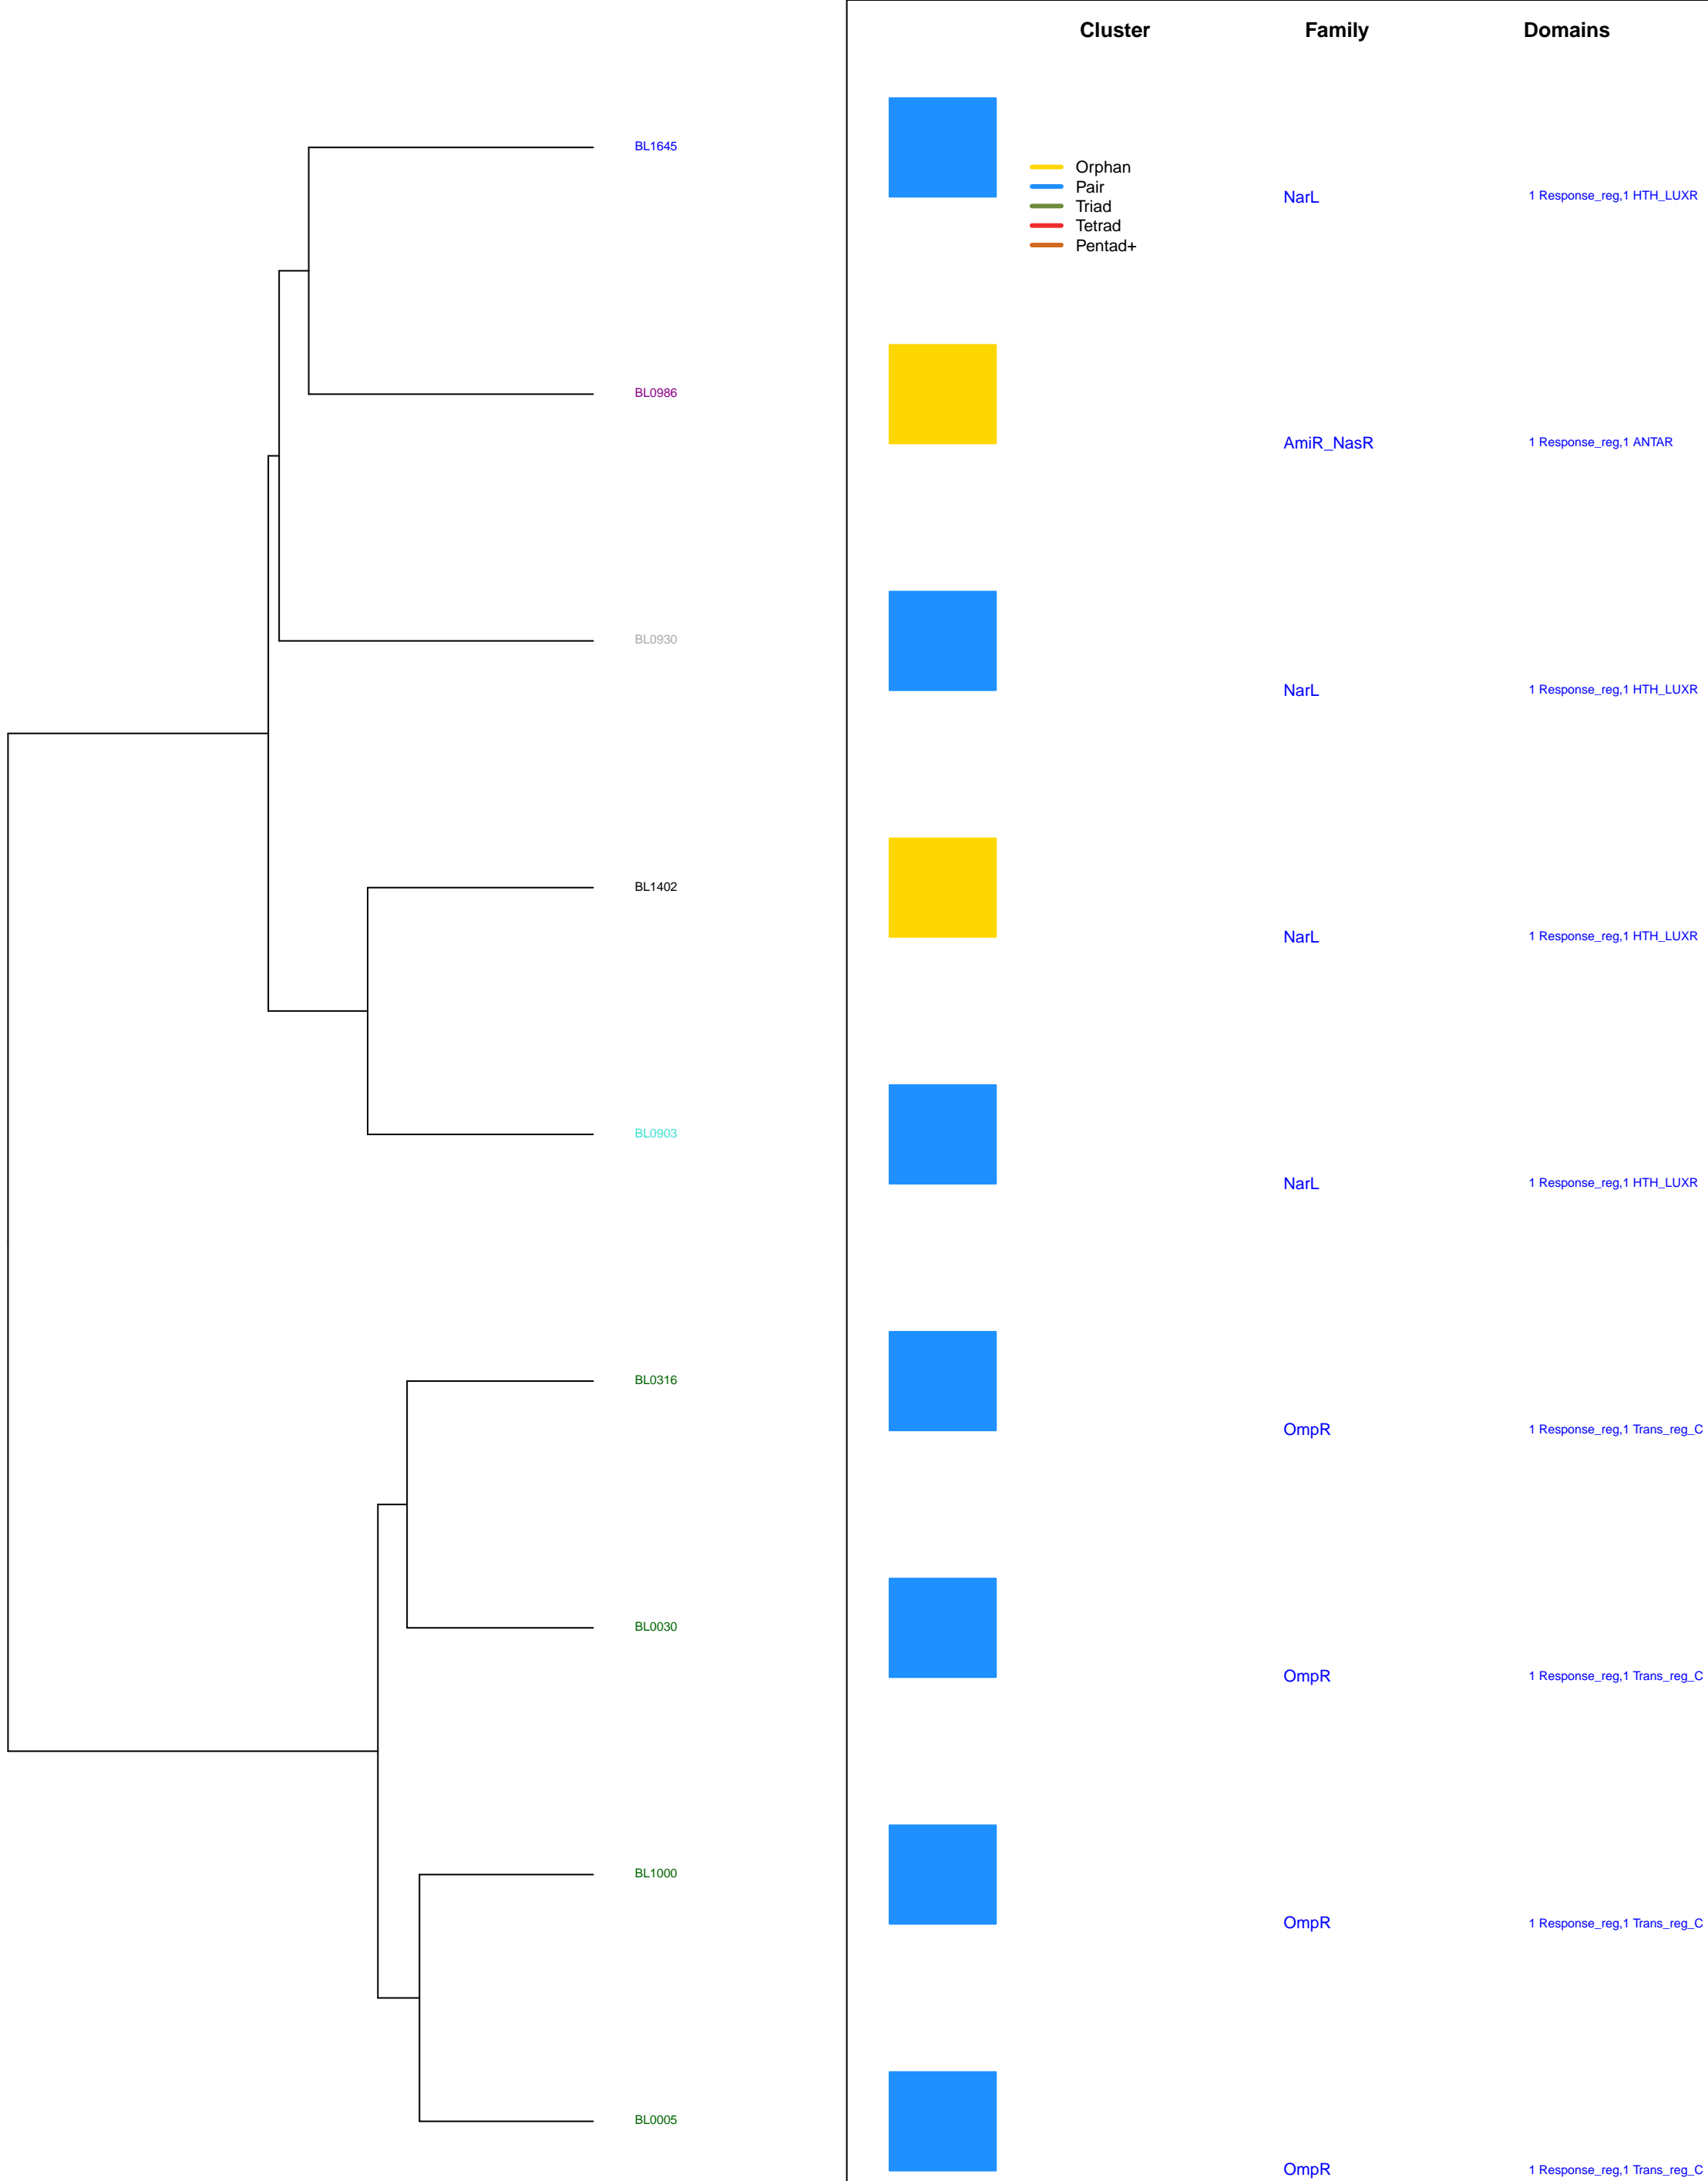 Cluster Family Domains
BL1645
Orphan
Pair
Triad
Tetrad
Pentad+
NarL 1 Response_reg,1 HTH_LUXR
BL0986
AmiR_NasR 1 Response_reg,1 ANTAR
BL0930
NarL 1 Response_reg,1 HTH_LUXR
BL1402
NarL 1 Response_reg,1 HTH_LUXR
BL0903
NarL 1 Response_reg,1 HTH_LUXR
BL0316
OmpR 1 Response_reg,1 Trans_reg_C
BL0030
OmpR 1 Response_reg,1 Trans_reg_C
BL1000
OmpR 1 Response_reg,1 Trans_reg_C
BL0005
OmpR 1 Response_reg,1 Trans_reg_C